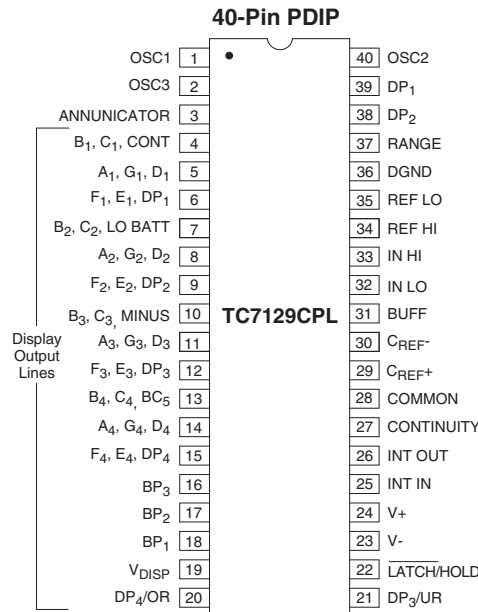 40-Pin PDIP
OSC1 1 40 OSC2
OSC3 2 39 DP1
ANNUNICATOR 3 38 DP2
B1, C1, CONT 4 37 RANGE
A1, G1, D1 5 36 DGND
F1, E1, DP1 6 35 REF LO
B2, C2, LO BATT 7 34 REF HI
A2, G2, D2 8 33 IN HI
F2, E2, DP2 9 32 IN LO
B3, C3, MINUS 10 TC7129CPL 31 BUFF
Display
Output
Lines
A3, G3, D3 11 30 CREF-
F3, E3, DP3 12 29 CREF+
B4, C4, BC5 13 28 COMMON
A4, G4, D4 14 27 CONTINUITY
F4, E4, DP4 15 26 INT OUT
BP3 16 25 INT IN
BP2 17 24 V+
BP1 18 23 V-
VDISP 19 22 LATCH/HOLD
DP4/OR 20 21 DP3/UR